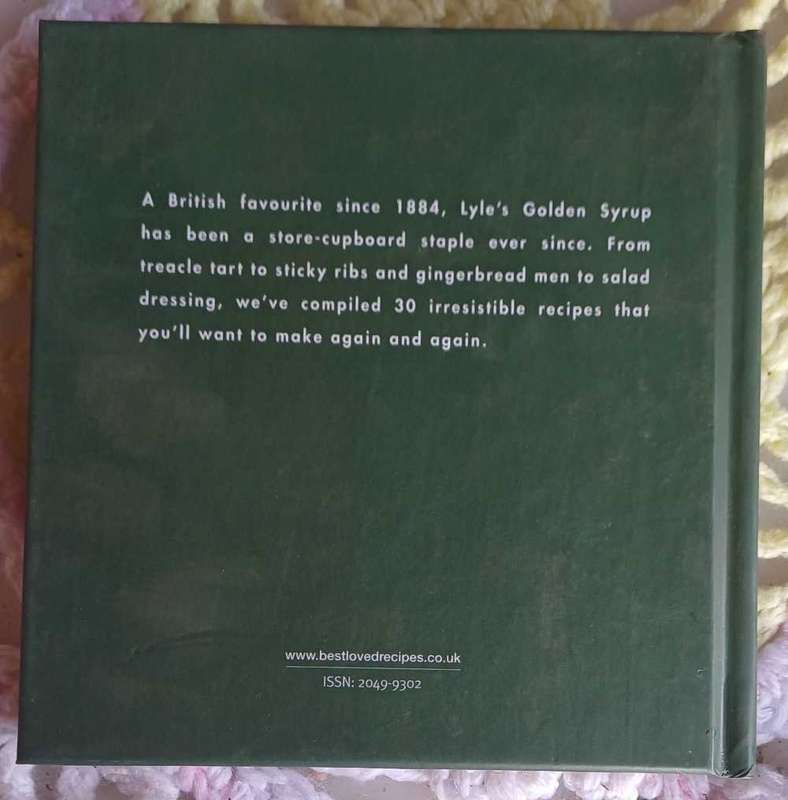 A British favourite since 1884, Lyle's Golden Syrup
has been a store-cupboard staple ever since. From
treacle tart to sticky ribs and gingerbread men to salad
dressing, we've compiled 30 irresistible recipes that
you'll want to make again and again.
www.bestlovedrecipes.co.uk
ISSN: 2049-9302